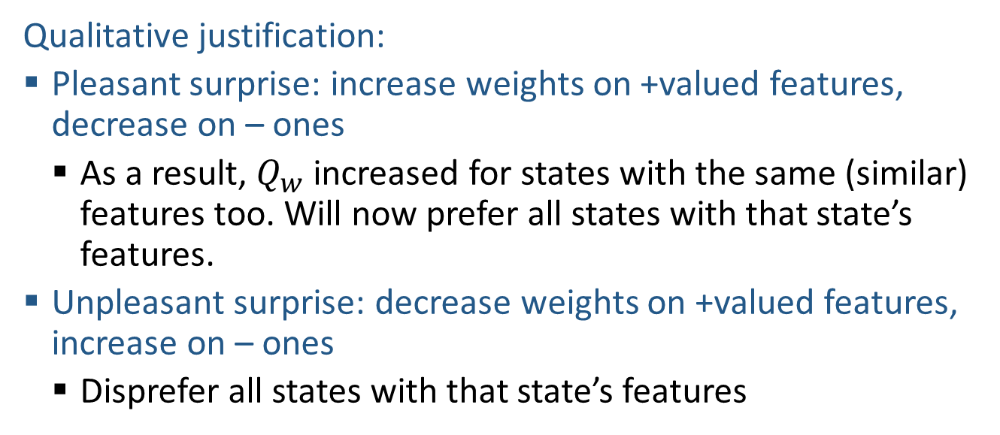 Qualitative justification:
▪ Pleasant surprise: increase weights on +valued features,
decrease on – ones
▪ As a result, 𝑄𝑤 increased for states with the same (similar)
features too. Will now prefer all states with that state’s
features.
▪ Unpleasant surprise: decrease weights on +valued features,
increase on – ones
▪ Disprefer all states with that state’s features